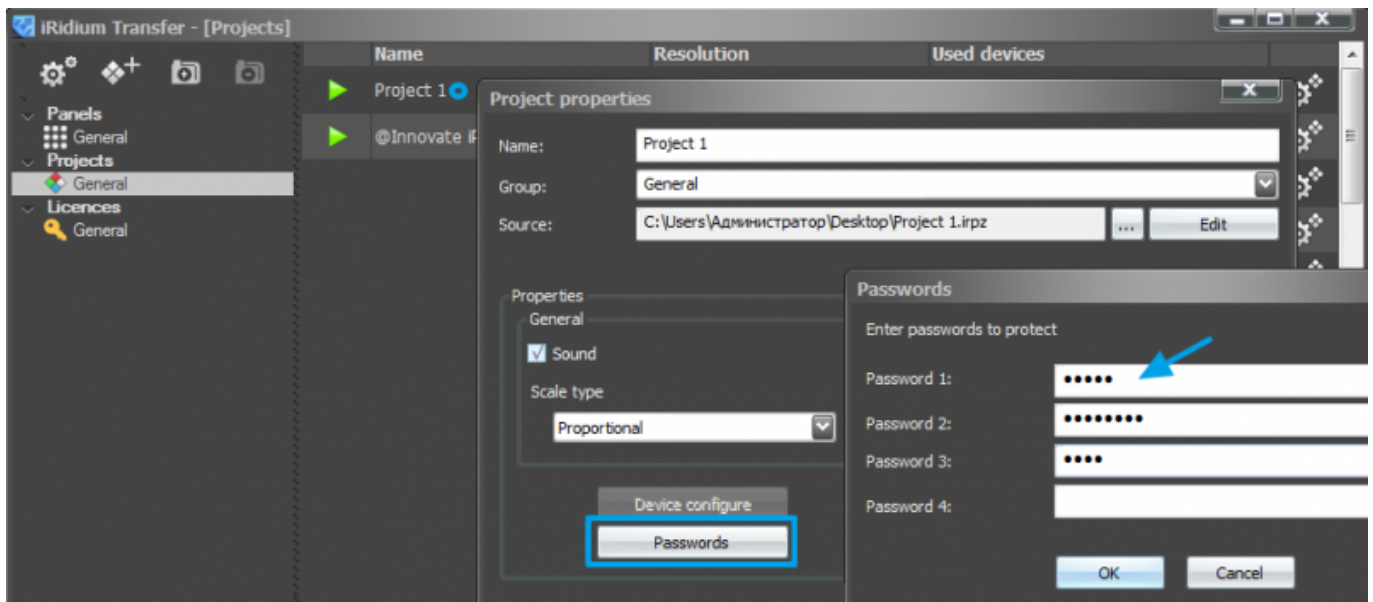 iRidium Transfer - [Projects]
Name Resolution Used devices
Panels
General
Projects
General
Licences
General
Project 1
@Innovate iR
Project properties
Name: Project 1
Group: General
Source: C:\Users\Администратор\Desktop\Project 1.irpz ... Edit
Properties
General
Sound
Scale type
Proportional
Device configure
Passwords
Passwords
Enter passwords to protect
Password 1: •••••
Password 2: ••••••••
Password 3: ••••
Password 4:
OK Cancel